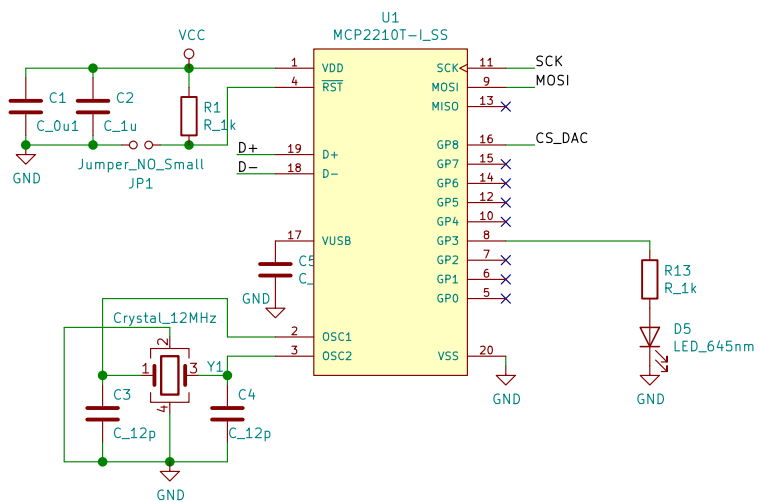 U1
MCP2210T-I_SS
VCC
1 VDD
4 RST
SCK 11 SCK
MOSI 9 MOSI
MISO 13
C1
C_0u1
C2
C_1u
R1
R_1k
GND
Jumper_NO_Small
JP1
D+ 19 D+
D- 18 D-
GP8 16 CS_DAC
GP7 15
GP6 14
GP5 12
GP4 10
17 VUSB
GP3 8
C5
C_
GND
GP2 7
GP1 6
GP0 5
R13
R_1k
Crystal_12MHz
2 OSC1
3 OSC2
VSS 20
D5
LED_645nm
GND
GND
2
1
3
4
Y1
C3
C_12p
C4
C_12p
GND